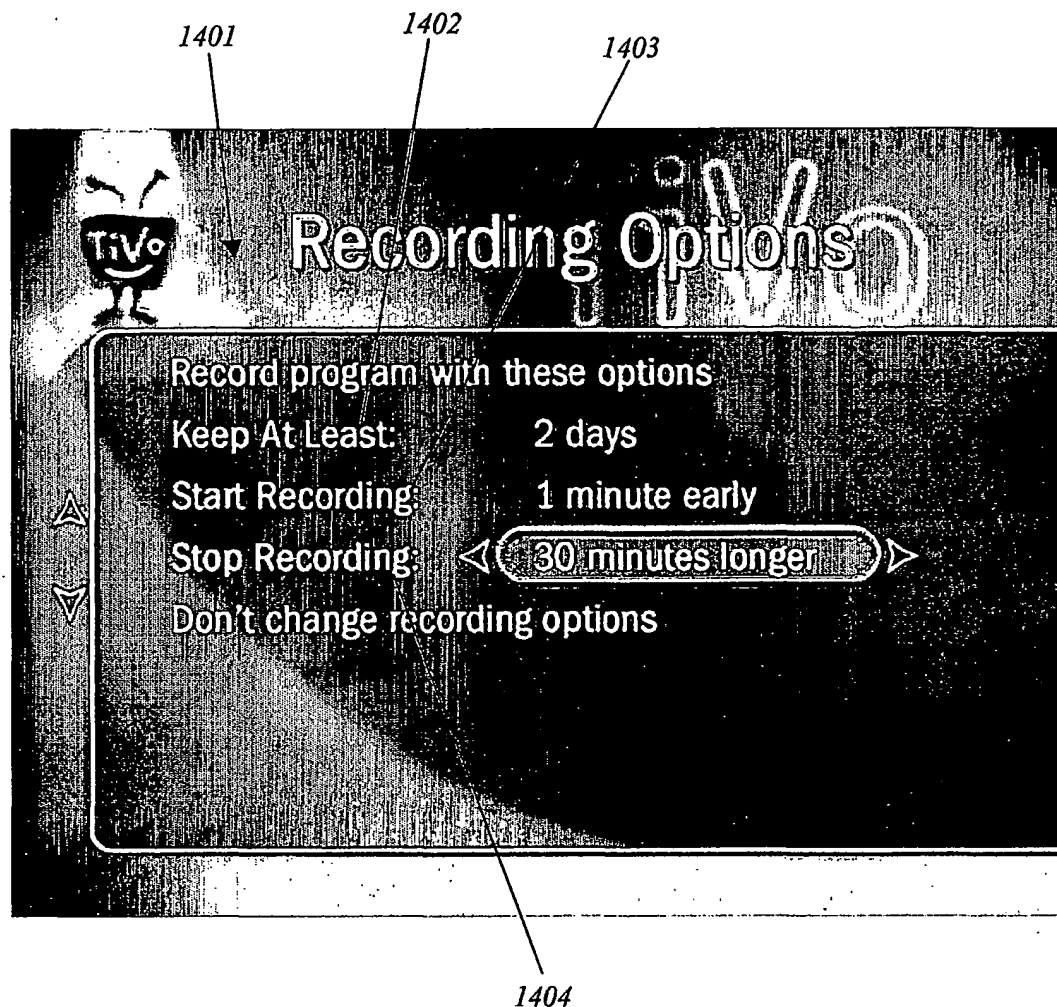 1401
1402
1403
TiVo
iVo
Recording Options
Record program with these options
Keep At Least: 2 days
Start Recording: 1 minute early
Stop Recording: 30 minutes longer
Don't change recording options
1404